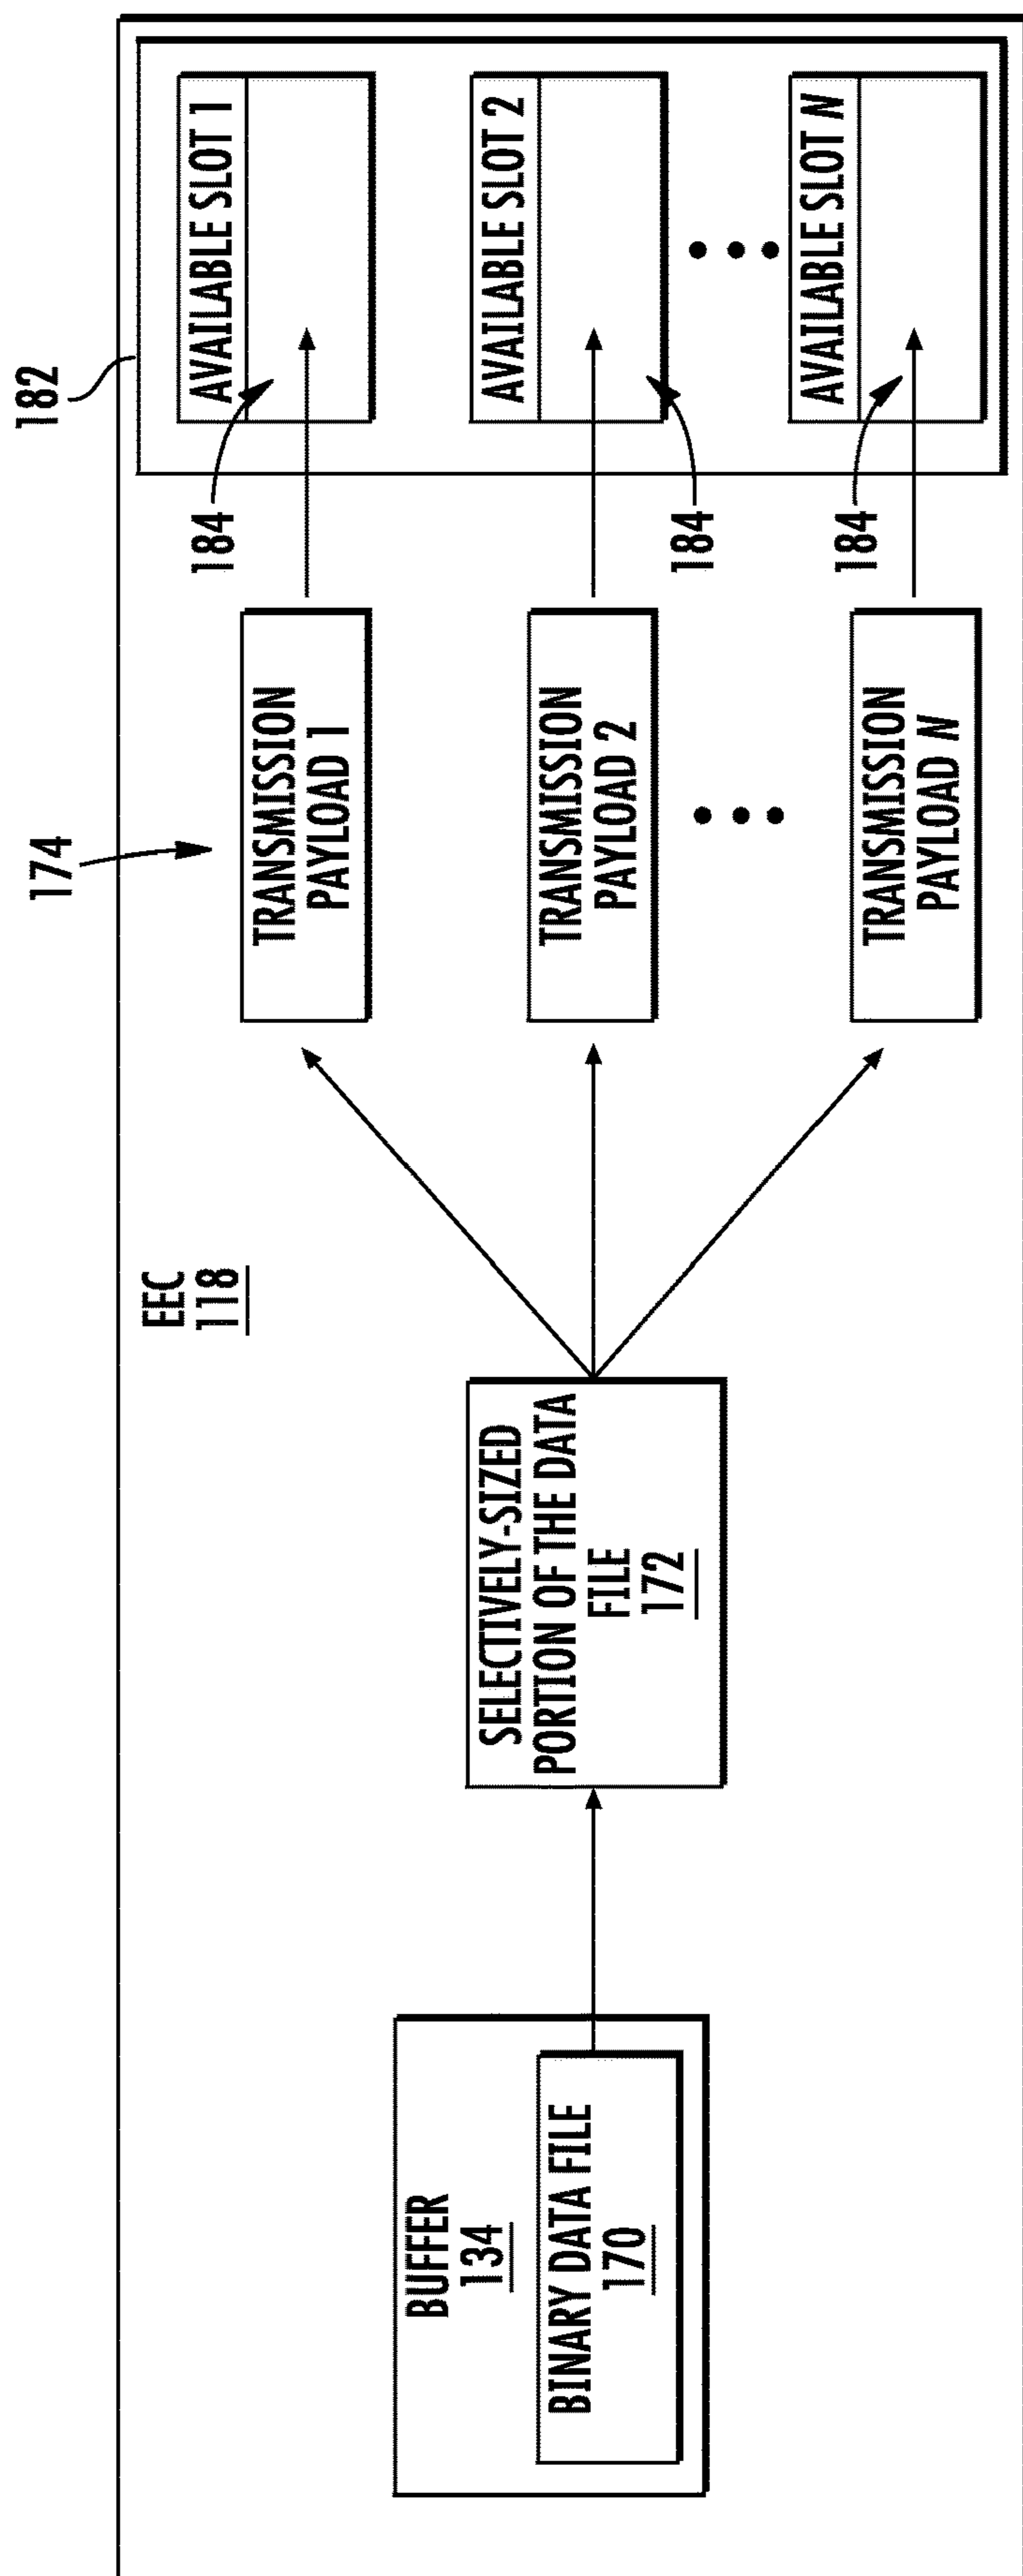 EEC
118
BUFFER
134
BINARY DATA FILE
170
SELECTIVELY-SIZED
PORTION OF THE DATA
FILE
172
174
TRANSMISSION
PAYLOAD 1
TRANSMISSION
PAYLOAD 2
TRANSMISSION
PAYLOAD N
182
184
AVAILABLE SLOT 1
184
AVAILABLE SLOT 2
184
AVAILABLE SLOT N